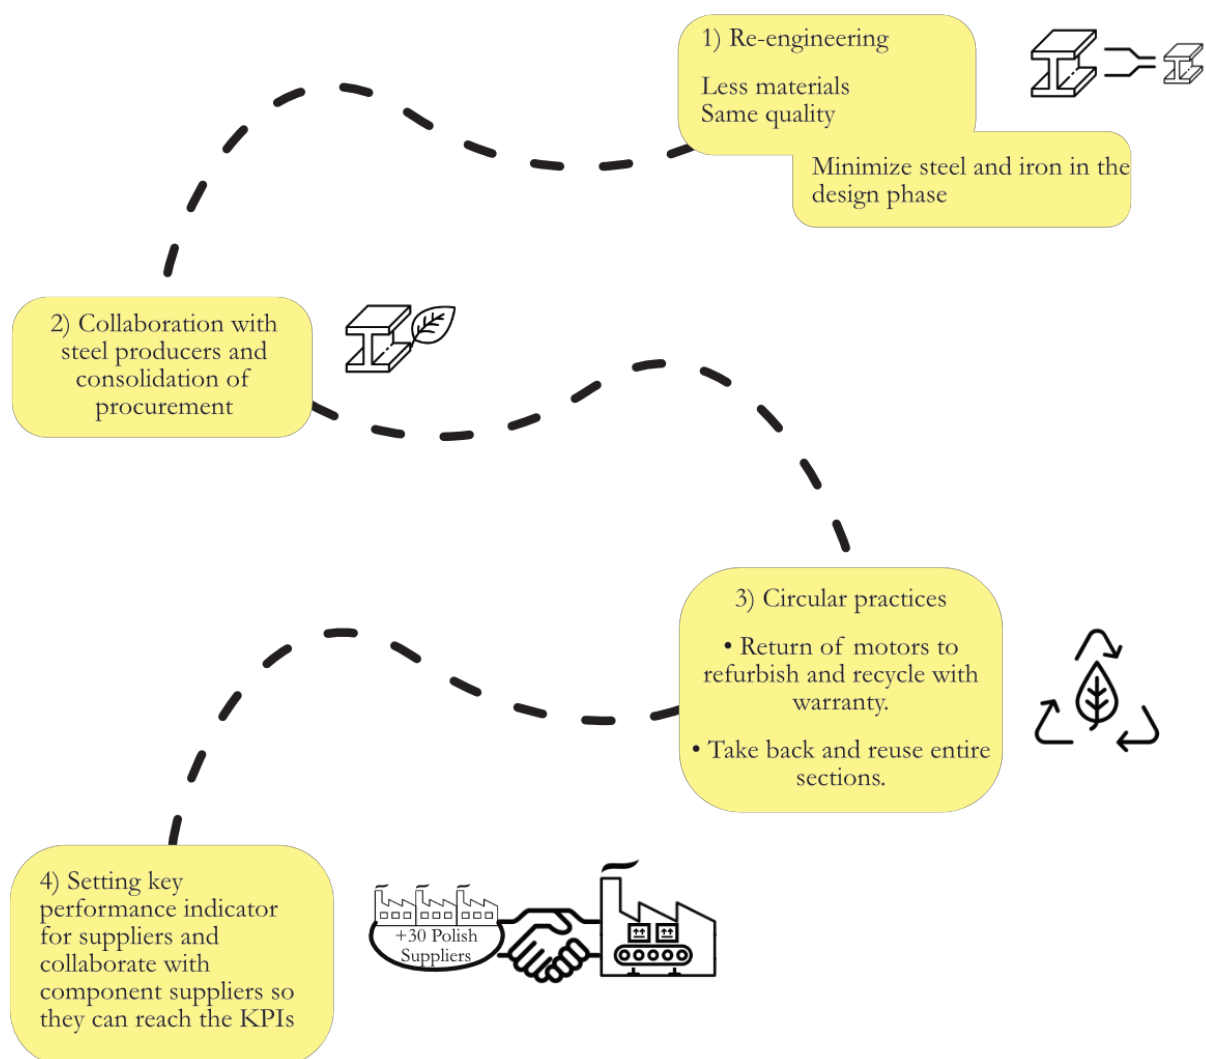 1) Re-engineering
Less materials
Same quality
Minimize steel and iron in the
design phase
2) Collaboration with
steel producers and
consolidation of
procurement
3) Circular practices
• Return of motors to
refurbish and recycle with
warranty.
• Take back and reuse entire
sections.
4) Setting key
performance indicator
for suppliers and
collaborate with
component suppliers so
they can reach the KPIs
+30 Polish
Suppliers